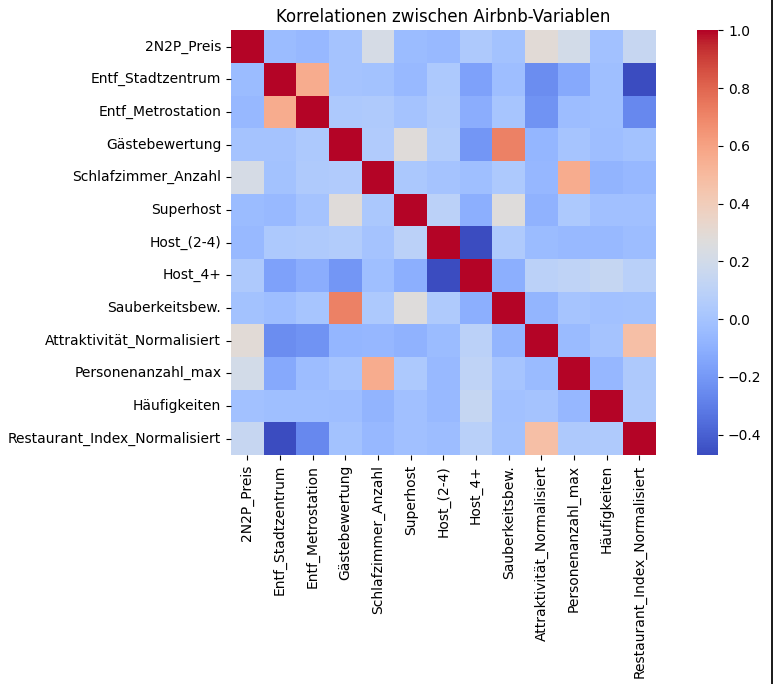 Korrelationen zwischen Airbnb-Variablen
2N2P_Preis
Entf_Stadtzentrum
Entf_Metrostation
Gästebewertung
Schlafzimmer_Anzahl
Superhost
Host_(2-4)
Host_4+
Sauberkeitsbew.
Attraktivität_Normalisiert
Personenanzahl_max
Häufigkeiten
Restaurant_Index_Normalisiert
2N2P_Preis
Entf_Stadtzentrum
Entf_Metrostation
Gästebewertung
Schlafzimmer_Anzahl
Superhost
Host_(2-4)
Host_4+
Sauberkeitsbew.
Attraktivität_Normalisiert
Personenanzahl_max
Häufigkeiten
Restaurant_Index_Normalisiert
1.0
0.8
0.6
0.4
0.2
0.0
−0.2
−0.4